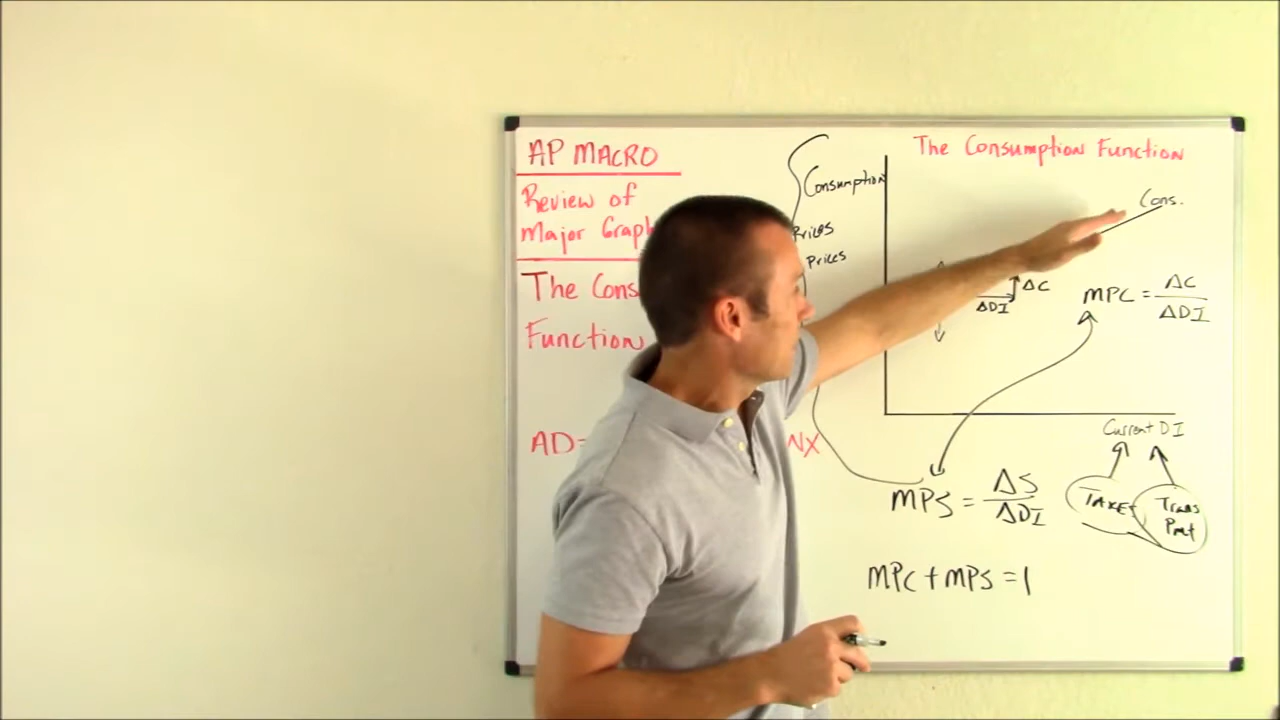 AP MACRO
Review of
Major Graph
The Cons
Function
AD=
NX
The Consumption Function
Consumption
Prices
Prices
Cons.
ΔC
ΔDI
MPC = ΔC
ΔDI
Current DI
Taxes
Trans
Pmt
MPS = ΔS
ΔDI
MPC + MPS = 1